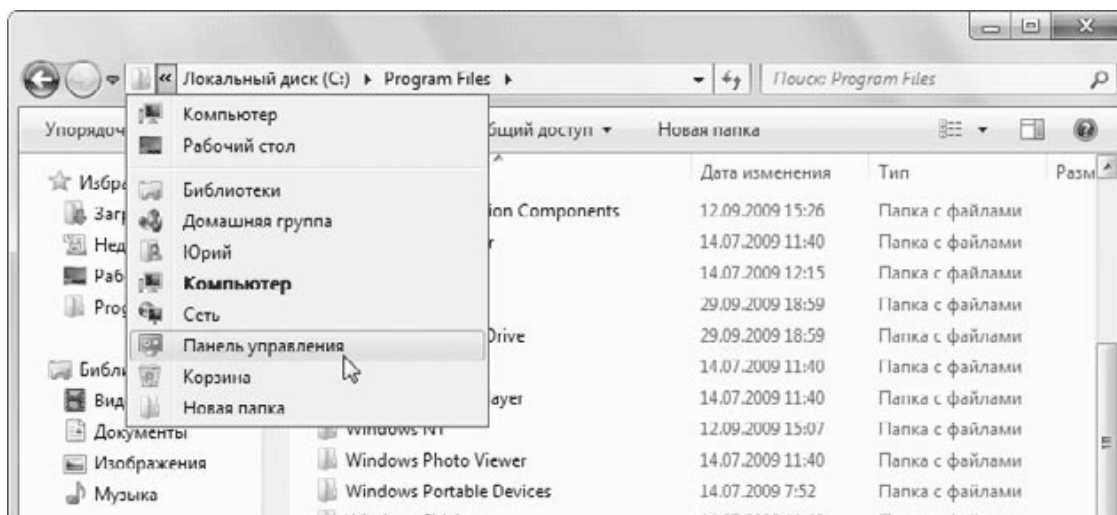 « Локальный диск (C:) Program Files
Поиск: Program Files
Упорядоч
бщий доступ
Новая папка
Компьютер
Рабочий стол
Библиотеки
Домашняя группа
Юрий
Компьютер
Сеть
Панель управления
Корзина
Новая папка
Избра
Загр
Нед
Рабо
Prog
Библи
Вид
Документы
Изображения
Музыка
Дата изменения Тип Разм
ion Components 12.09.2009 15:26 Папка с файлами
r 14.07.2009 11:40 Папка с файлами
14.07.2009 12:15 Папка с файлами
29.09.2009 18:59 Папка с файлами
Drive 29.09.2009 18:59 Папка с файлами
14.07.2009 11:40 Папка с файлами
ayer 14.07.2009 11:40 Папка с файлами
Windows NT 12.09.2009 15:07 Папка с файлами
Windows Photo Viewer 14.07.2009 11:40 Папка с файлами
Windows Portable Devices 14.07.2009 7:52 Папка с файлами